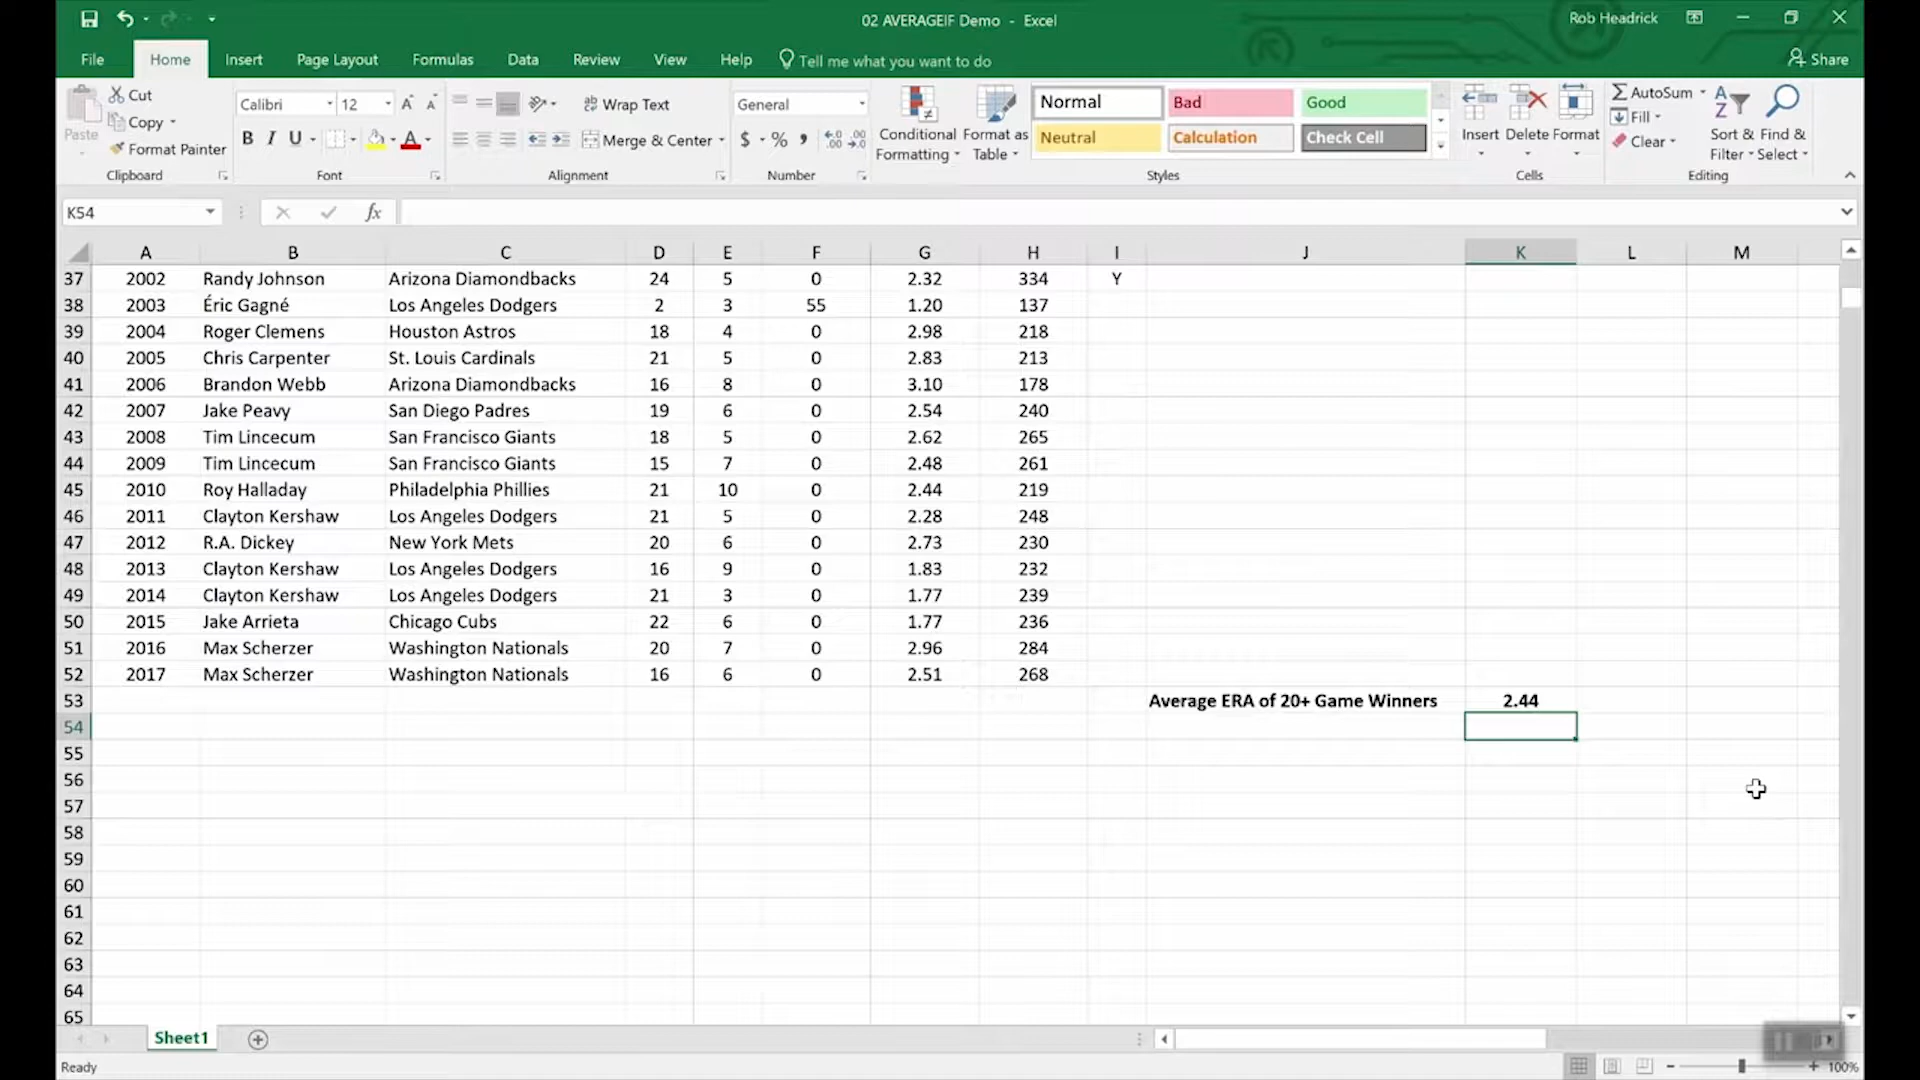 02 AVERAGEIF Demo - Excel
Rob Headrick
File Home Insert Page Layout Formulas Data Review View Help Tell me what you want to do Share
Paste
Cut
Copy
Format Painter
Clipboard
Calibri 12 A A
B I U A
Font
ab Wrap Text
Merge & Center
Alignment
General
$ % , .0 .00 .00 .0
Number
Conditional Formatting
Format as Table
Normal Bad Good
Neutral Calculation Check Cell
Styles
Insert Delete Format
Cells
AutoSum
Fill
Clear
Sort & Filter
Find & Select
Editing
K54 fx
A B C D E F G H I J K L M
37 2002 Randy Johnson Arizona Diamondbacks 24 5 0 2.32 334 Y
38 2003 Éric Gagné Los Angeles Dodgers 2 3 55 1.20 137
39 2004 Roger Clemens Houston Astros 18 4 0 2.98 218
40 2005 Chris Carpenter St. Louis Cardinals 21 5 0 2.83 213
41 2006 Brandon Webb Arizona Diamondbacks 16 8 0 3.10 178
42 2007 Jake Peavy San Diego Padres 19 6 0 2.54 240
43 2008 Tim Lincecum San Francisco Giants 18 5 0 2.62 265
44 2009 Tim Lincecum San Francisco Giants 15 7 0 2.48 261
45 2010 Roy Halladay Philadelphia Phillies 21 10 0 2.44 219
46 2011 Clayton Kershaw Los Angeles Dodgers 21 5 0 2.28 248
47 2012 R.A. Dickey New York Mets 20 6 0 2.73 230
48 2013 Clayton Kershaw Los Angeles Dodgers 16 9 0 1.83 232
49 2014 Clayton Kershaw Los Angeles Dodgers 21 3 0 1.77 239
50 2015 Jake Arrieta Chicago Cubs 22 6 0 1.77 236
51 2016 Max Scherzer Washington Nationals 20 7 0 2.96 284
52 2017 Max Scherzer Washington Nationals 16 6 0 2.51 268
53 Average ERA of 20+ Game Winners 2.44
54
55
56
57
58
59
60
61
62
63
64
65
Sheet1
Ready 100%